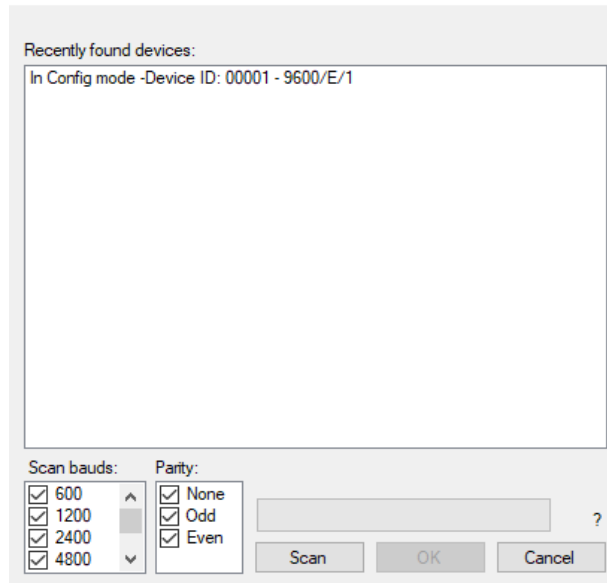 Recently found devices:
In Config mode -Device ID: 00001 - 9600/E/1
Scan bauds:
Parity:
600
1200
2400
4800
None
Odd
Even
?
Scan
OK
Cancel